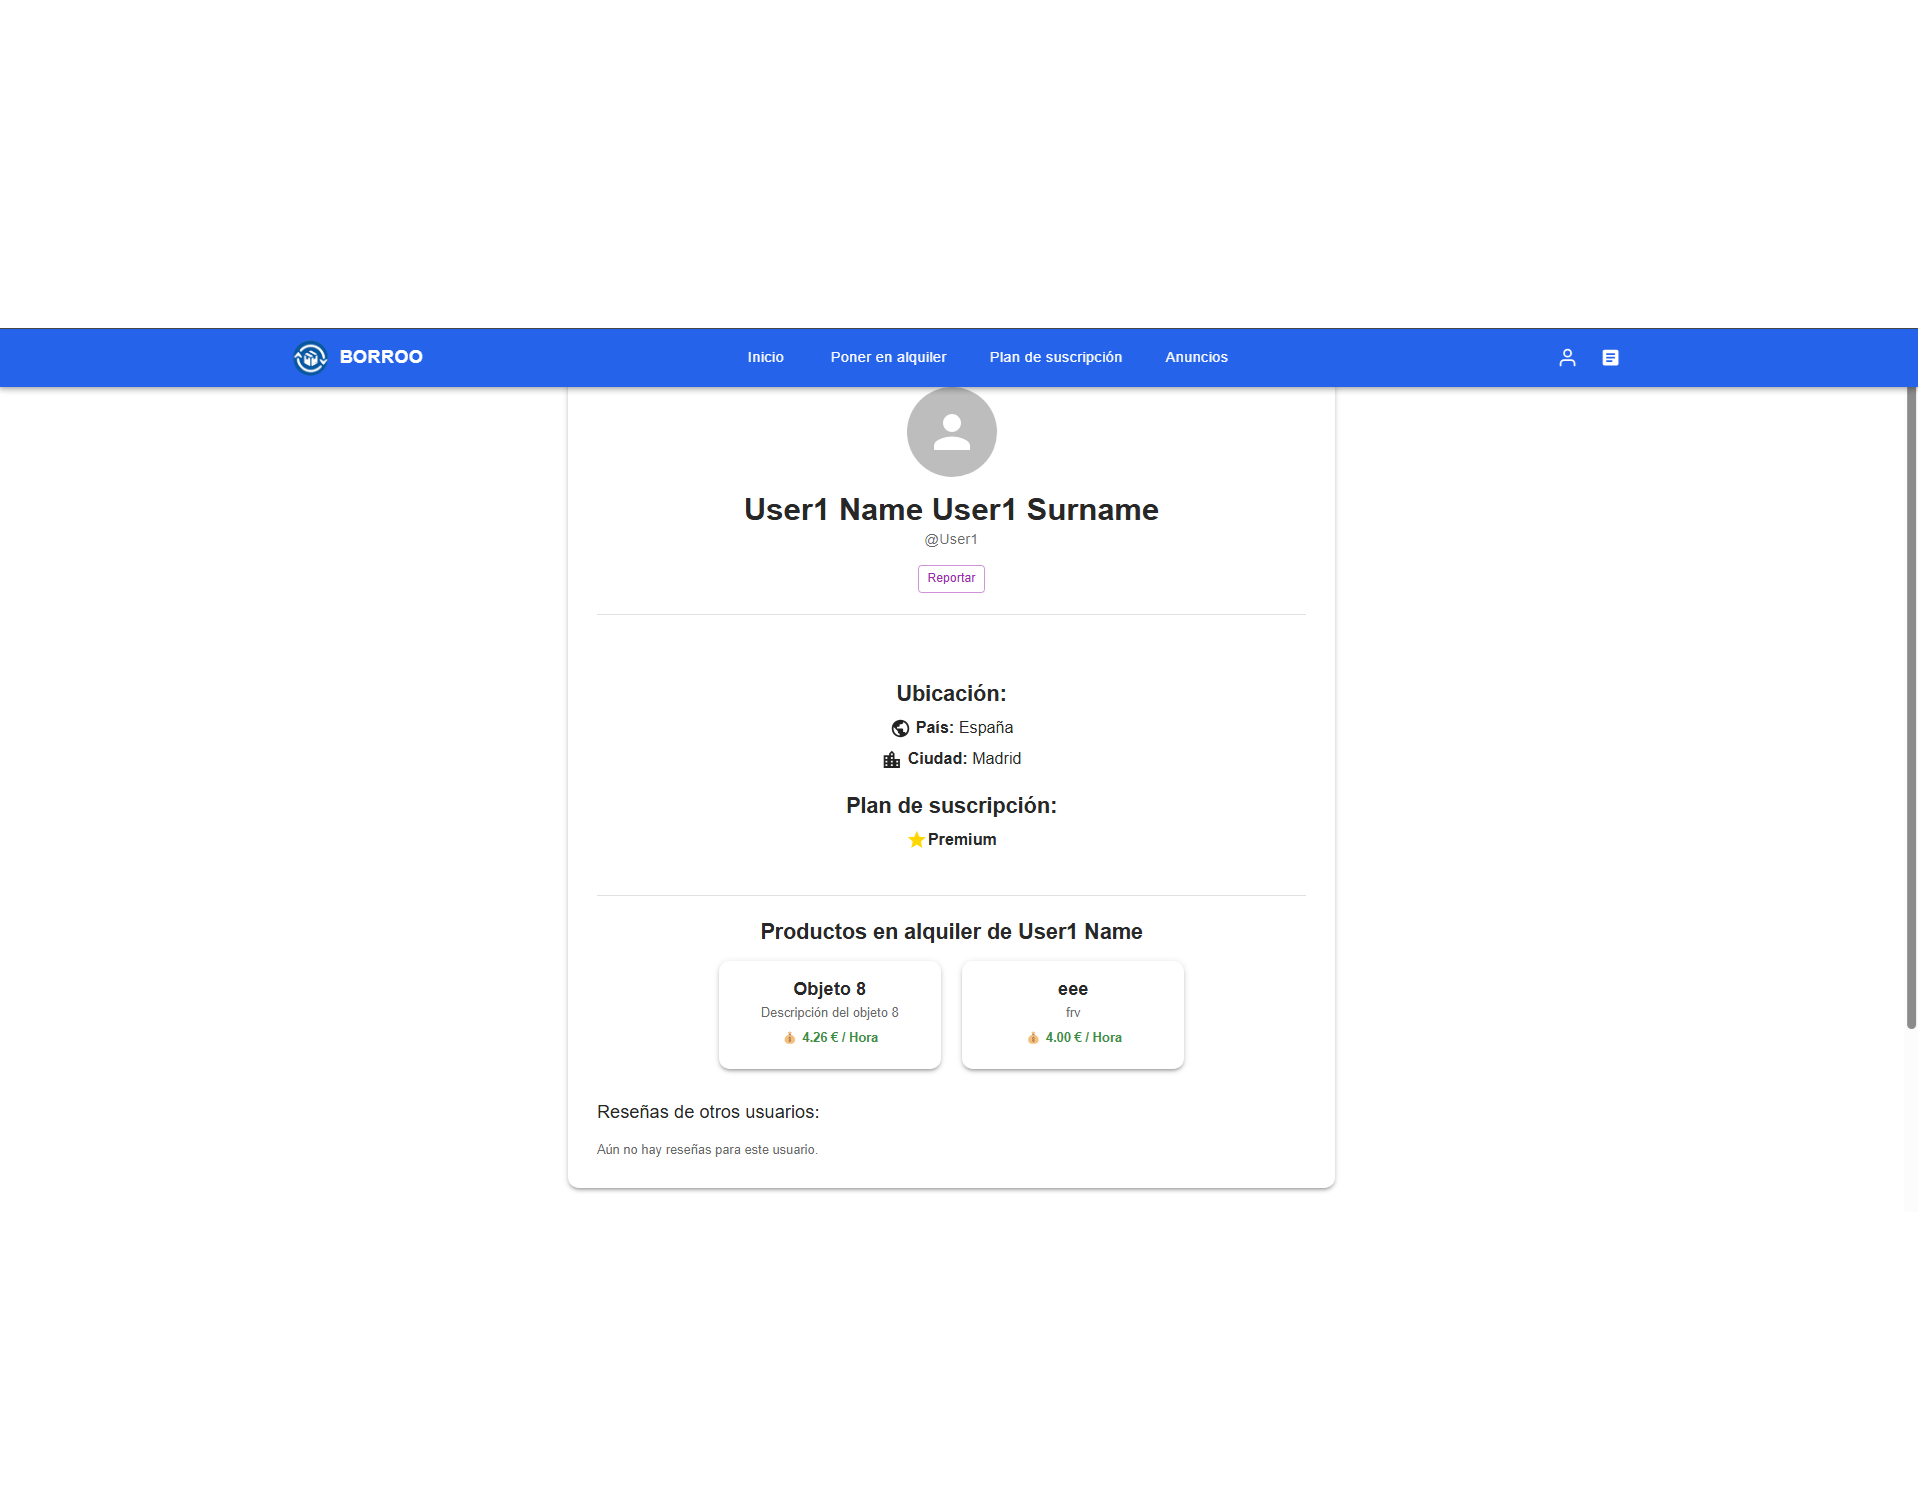 BORROO
Inicio
Poner en alquiler
Plan de suscripción
Anuncios
User1 Name User1 Surname
@User1
Reportar
Ubicación:
País: España
Ciudad: Madrid
Plan de suscripción:
Premium
Productos en alquiler de User1 Name
Objeto 8
Descripción del objeto 8
4.26 € / Hora
eee
frv
4.00 € / Hora
Reseñas de otros usuarios:
Aún no hay reseñas para este usuario.